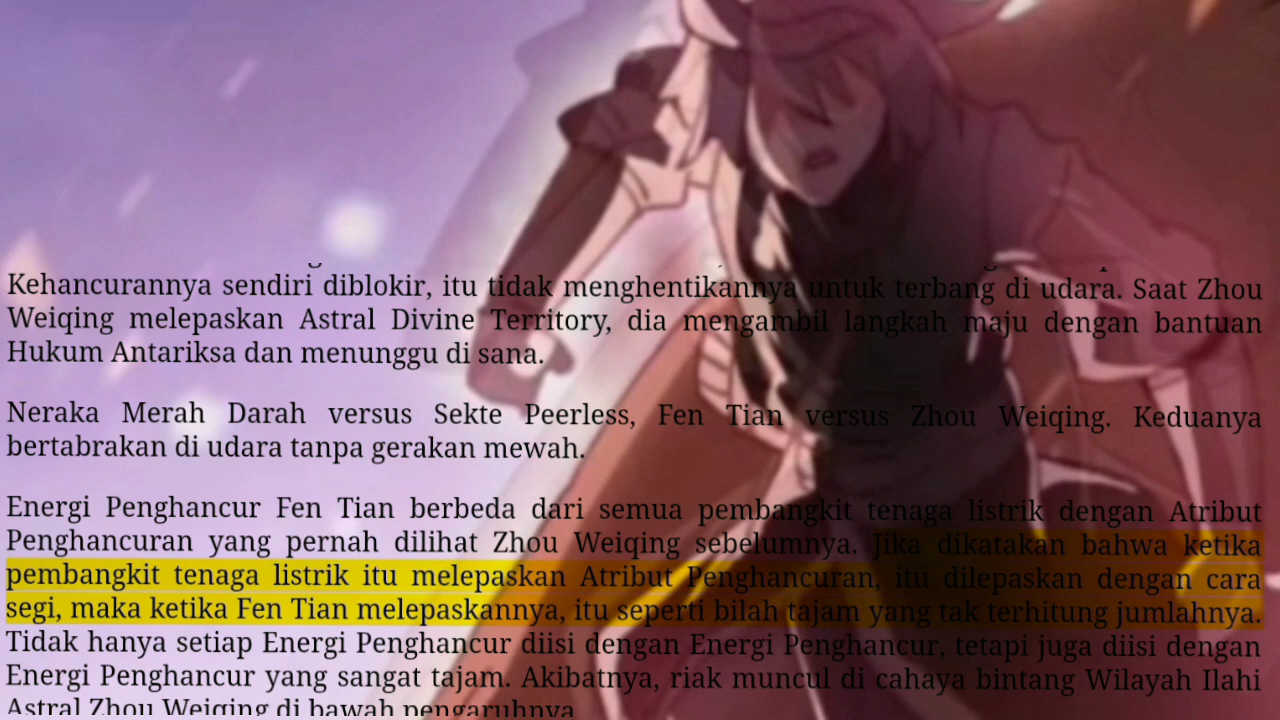 Kehancurannya sendiri diblokir, itu tidak menghentikannya untuk terbang di udara. Saat Zhou
Weiqing melepaskan Astral Divine Territory, dia mengambil langkah maju dengan bantuan
Hukum Antariksa dan menunggu di sana.
Neraka Merah Darah versus Sekte Peerless, Fen Tian versus Zhou Weiqing. Keduanya
bertabrakan di udara tanpa gerakan mewah.
Energi Penghancur Fen Tian berbeda dari semua pembangkit tenaga listrik dengan Atribut
Penghancuran yang pernah dilihat Zhou Weiqing sebelumnya. Jika dikatakan bahwa ketika
pembangkit tenaga listrik itu melepaskan Atribut Penghancuran, itu dilepaskan dengan cara
segi, maka ketika Fen Tian melepaskannya, itu seperti bilah tajam yang tak terhitung jumlahnya.
Tidak hanya setiap Energi Penghancur diisi dengan Energi Penghancur, tetapi juga diisi dengan
Energi Penghancur yang sangat tajam. Akibatnya, riak muncul di cahaya bintang Wilayah Ilahi
Astral Zhou Weiqing di bawah pengaruhnya